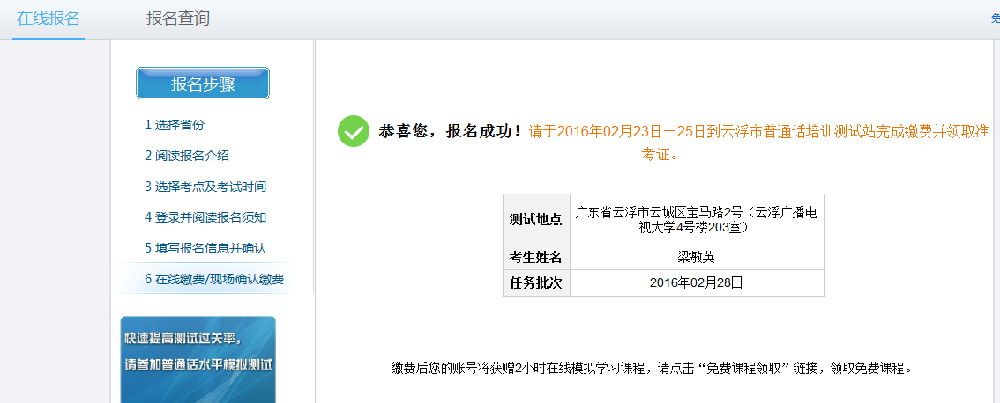 在线报名
报名查询
免
报名步骤
1 选择省份
2 阅读报名介绍
3 选择考点及考试时间
4 登录并阅读报名须知
5 填写报名信息并确认
6 在线缴费/现场确认缴费
快速提高测试过关率，
请参加普通话水平模拟测试
恭喜您，报名成功！请于2016年02月23日—25日到云浮市普通话培训测试站完成缴费并领取准
考证。
测试地点
广东省云浮市云城区宝马路2号（云浮广播电
视大学4号楼203室）
考生姓名
梁敏英
任务批次
2016年02月28日
缴费后您的账号将获赠2小时在线模拟学习课程，请点击“免费课程领取”链接，领取免费课程。